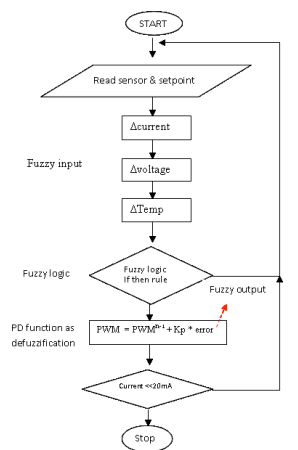 START
Read sensor & setpoint
Δcurrent
Fuzzy input
Δvoltage
ΔTemp
Fuzzy logic
Fuzzy logic
If then rule
Fuzzy output
PD function as
defuzzification
PWM = PWMⁿ⁻¹ + Kp * error
Current <<20mA
Stop